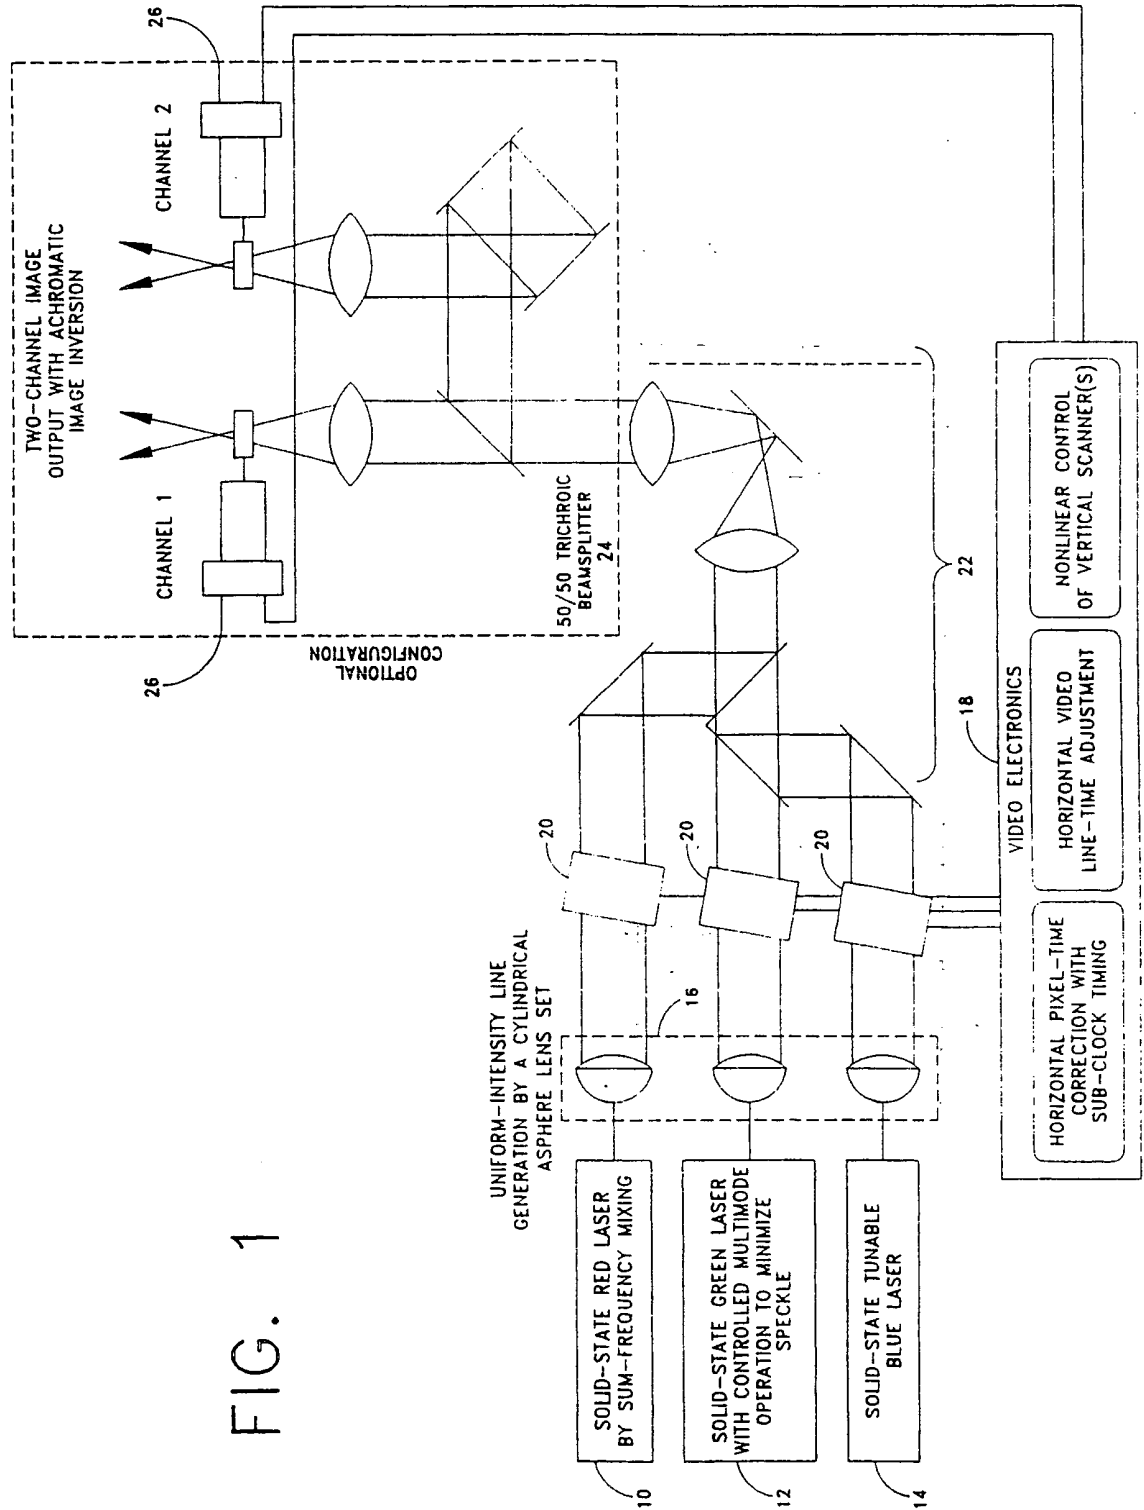 FIG. 1
SOLID-STATE RED LASER
BY SUM-FREQUENCY MIXING
10
SOLID-STATE GREEN LASER
WITH CONTROLLED MULTIMODE
OPERATION TO MINIMIZE
SPECKLE
12
SOLID-STATE TUNABLE
BLUE LASER
14
UNIFORM-INTENSITY LINE
GENERATION BY A CYLINDRICAL
ASPHERE LENS SET
16
20
20
20
22
OPTIONAL
CONFIGURATION
TWO-CHANNEL IMAGE
OUTPUT WITH ACHROMATIC
IMAGE INVERSION
CHANNEL 1
26
CHANNEL 2
26
50/50 TRICHROIC
BEAMSPLITTER
24
VIDEO ELECTRONICS
18
HORIZONTAL PIXEL-TIME
CORRECTION WITH
SUB-CLOCK TIMING
HORIZONTAL VIDEO
LINE-TIME ADJUSTMENT
NONLINEAR CONTROL
OF VERTICAL SCANNER(S)